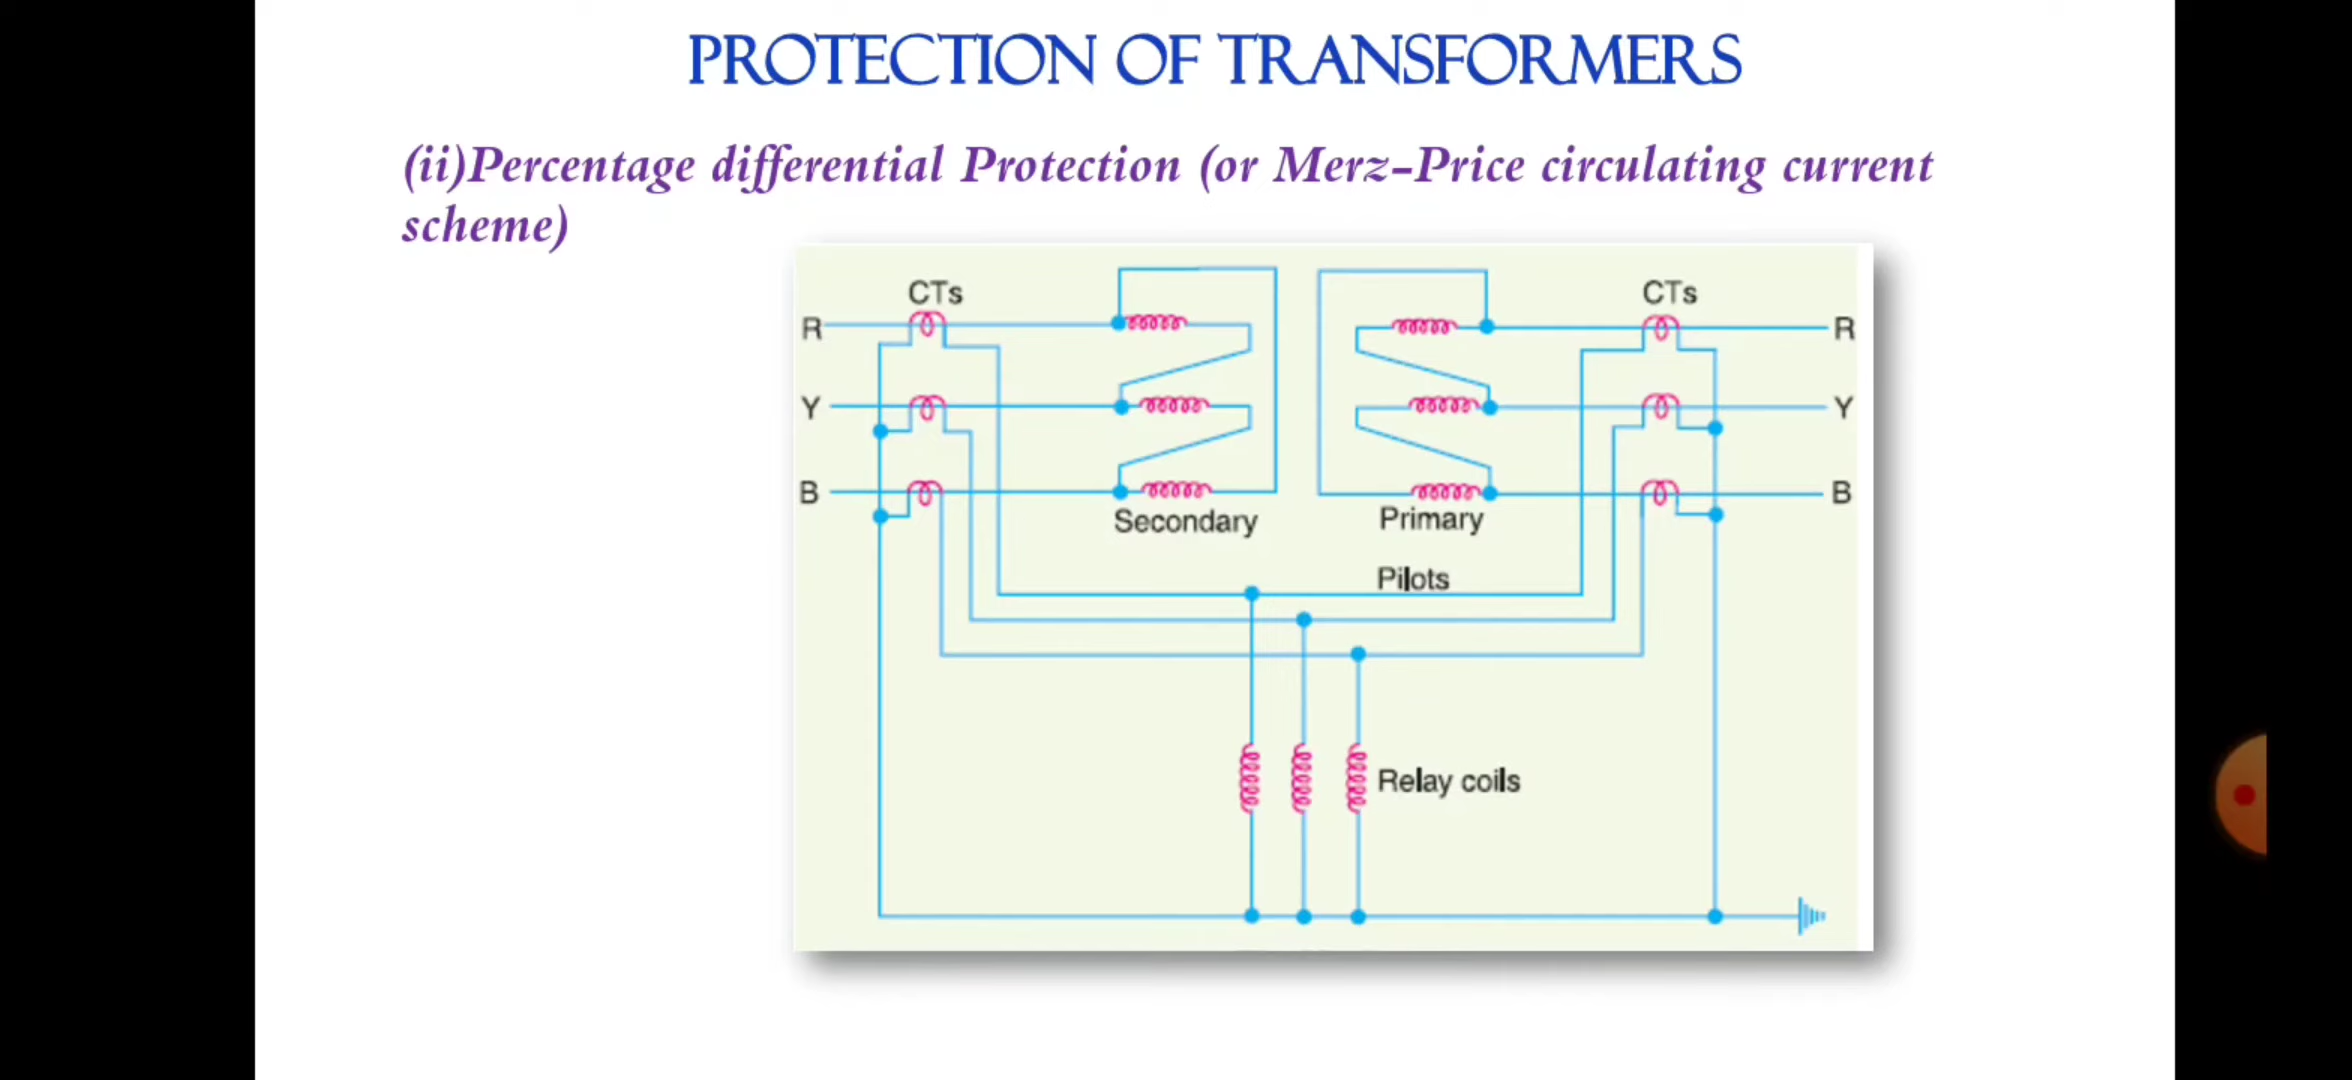 PROTECTION OF TRANSFORMERS
(ii)Percentage differential Protection (or Merz-Price circulating current
scheme)
CTs
CTs
R
R
Y
Y
B
B
Secondary
Primary
Pilots
Relay coils